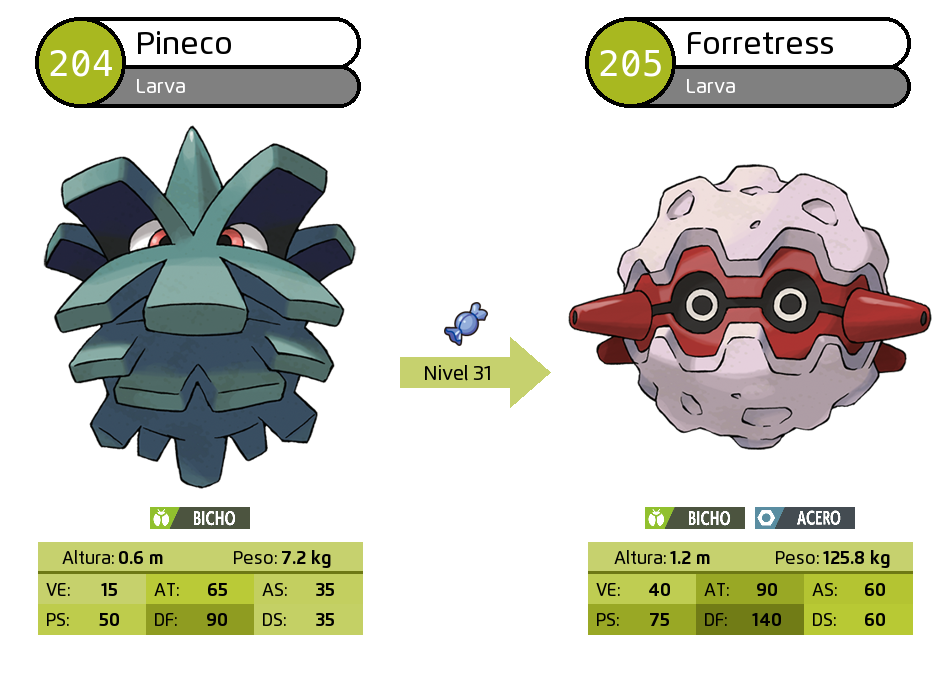 204
Pineco
Larva
205
Forretress
Larva
Nivel 31
BICHO
BICHO ACERO
Altura: 0.6 m Peso: 7.2 kg
VE: 15 AT: 65 AS: 35
PS: 50 DF: 90 DS: 35
Altura: 1.2 m Peso: 125.8 kg
VE: 40 AT: 90 AS: 60
PS: 75 DF: 140 DS: 60